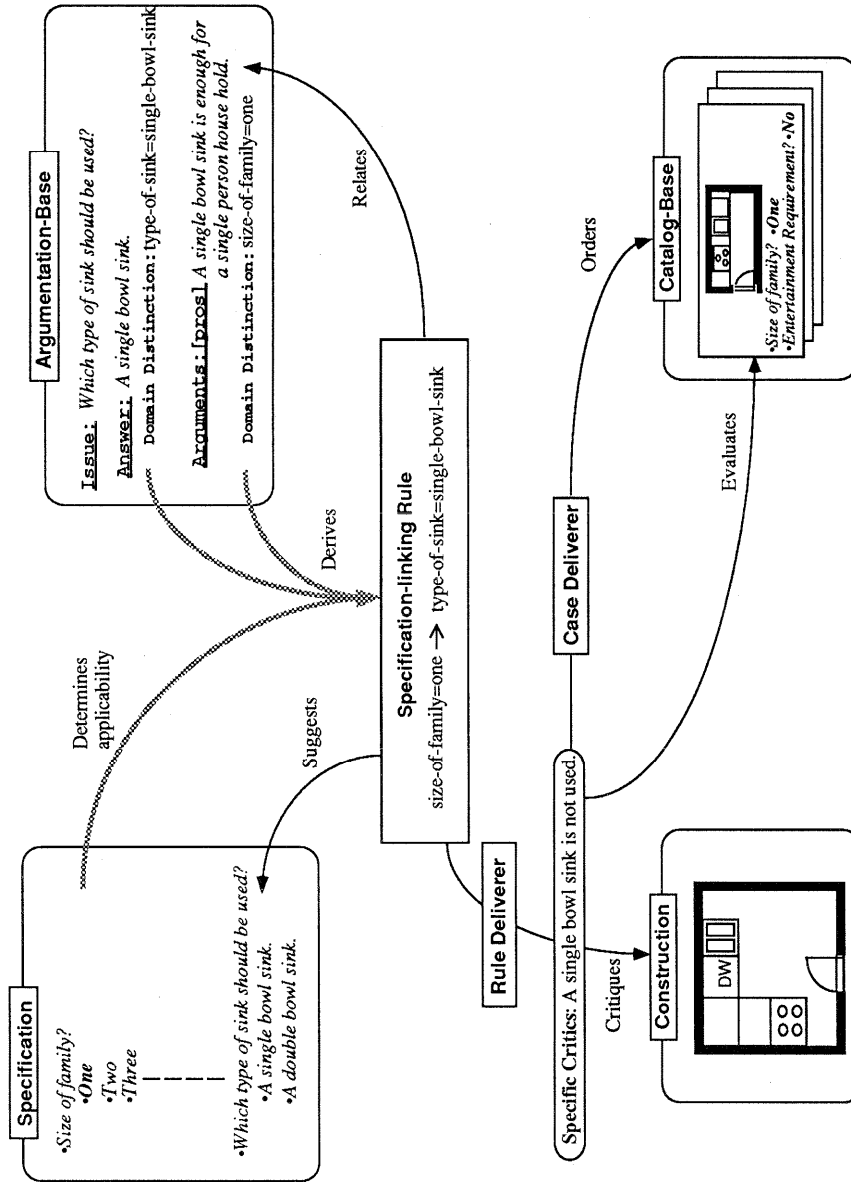 Specification
•Size of family?
•One
•Two
•Three
•Which type of sink should be used?
•A single bowl sink.
•A double bowl sink.
Determines
applicability
Argumentation-Base
Issue: Which type of sink should be used?
Answer: A single bowl sink.
Domain Distinction:type-of-sink=single-bowl-sink
Arguments:[pros] A single bowl sink is enough for
a single person house hold.
Domain Distinction:size-of-family=one
Suggests
Derives
Relates
Specification-linking Rule
size-of-family=one → type-of-sink=single-bowl-sink
Rule Deliverer
Case Deliverer
Specific Critics: A single bowl sink is not used.
Critiques
Orders
Evaluates
Construction
DW
Catalog-Base
•Size of family? •One
•Entertainment Requirement? •No